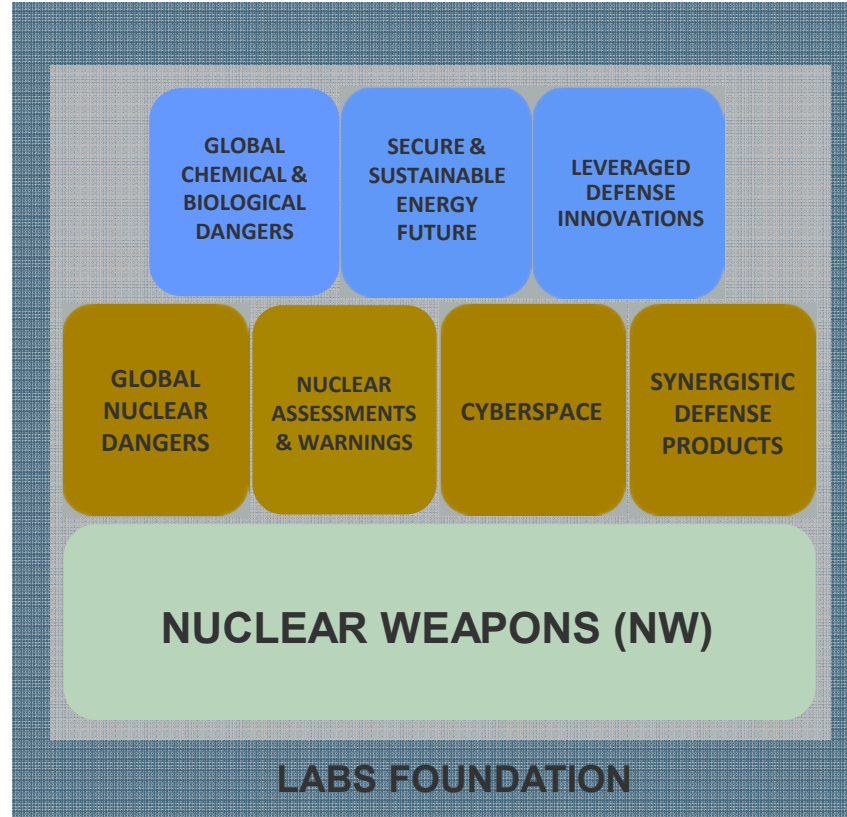 GLOBAL
CHEMICAL &
BIOLOGICAL
DANGERS
SECURE &
SUSTAINABLE
ENERGY
FUTURE
LEVERAGED
DEFENSE
INNOVATIONS
GLOBAL
NUCLEAR
DANGERS
NUCLEAR
ASSESSMENTS
& WARNINGS
CYBERSPACE
SYNERGISTIC
DEFENSE
PRODUCTS
NUCLEAR WEAPONS (NW)
LABS FOUNDATION